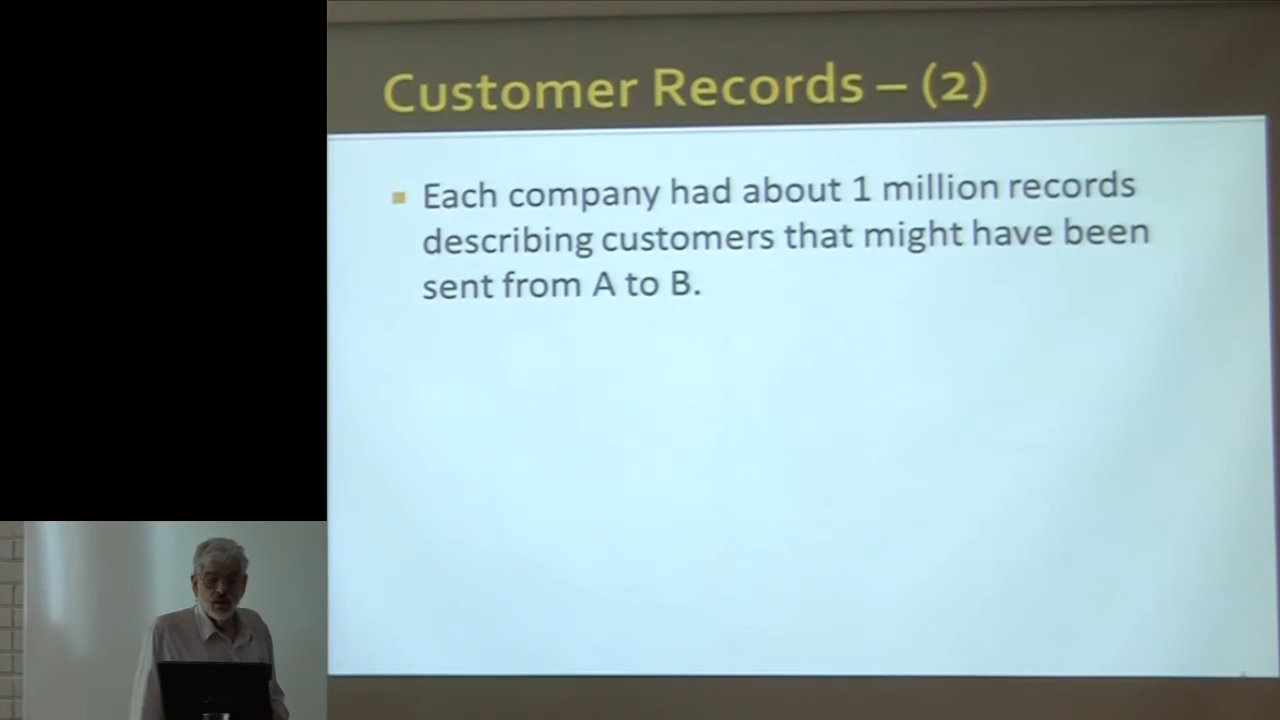 Customer Records – (2)
Each company had about 1 million records
describing customers that might have been
sent from A to B.